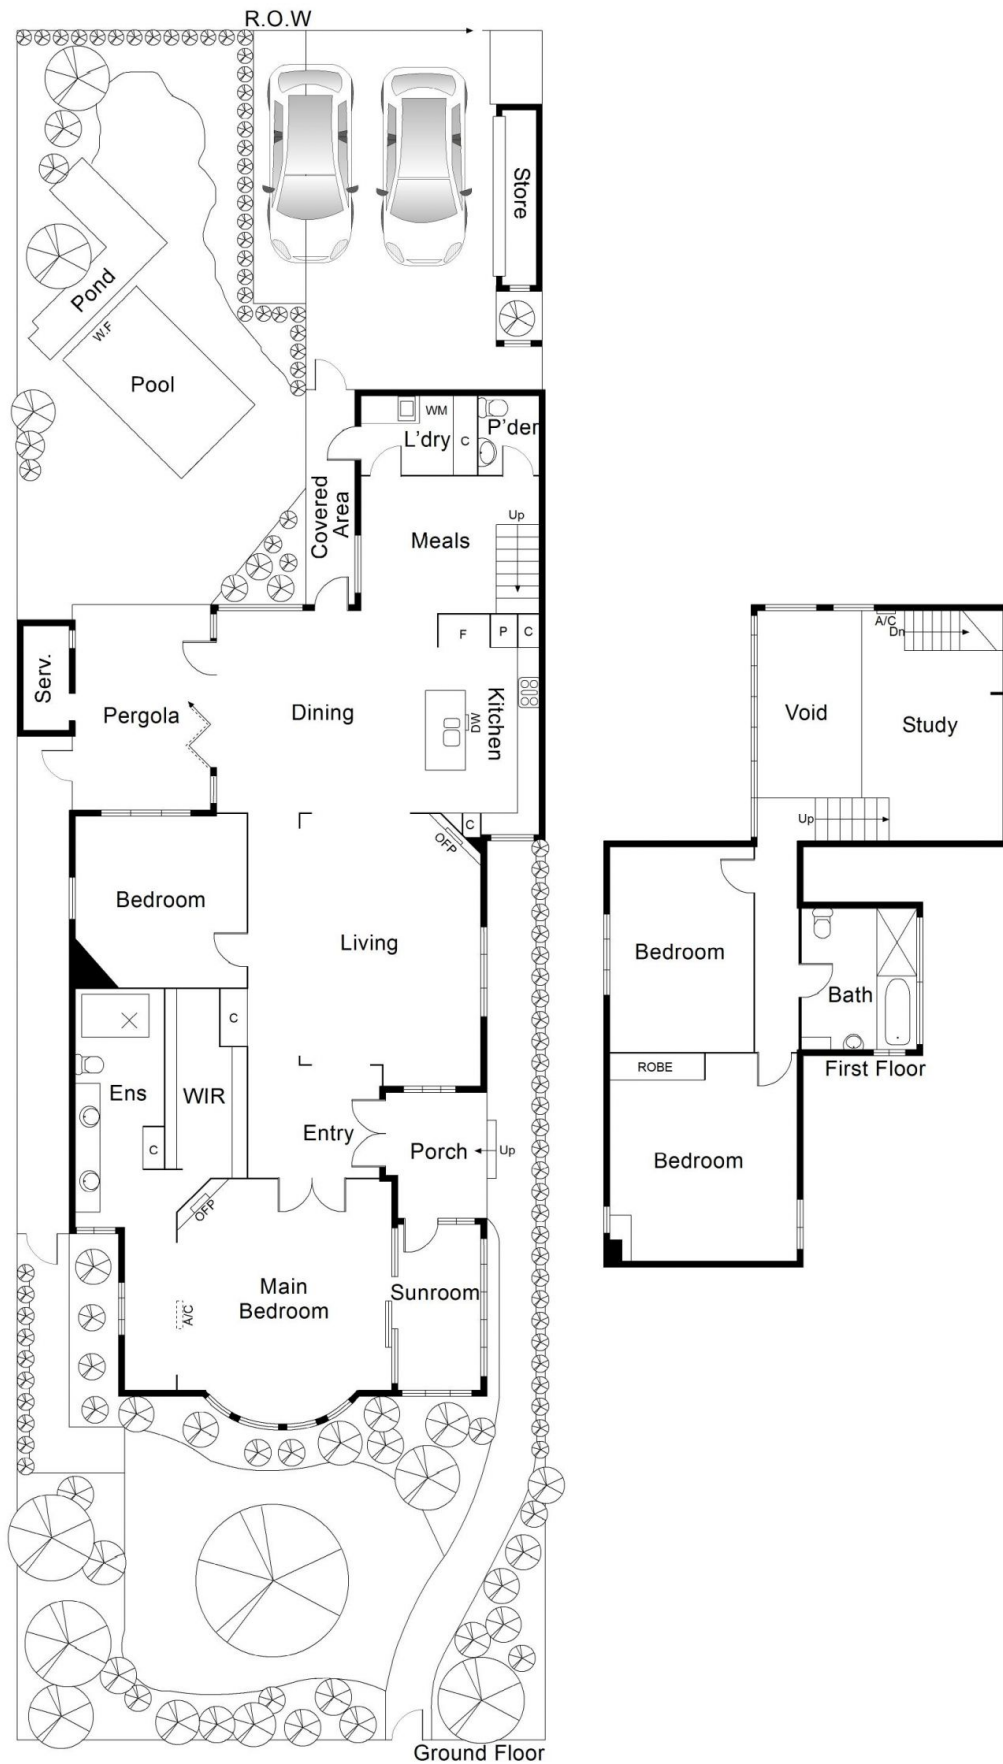 R.O.W
Store
Pond
W.F
Pool
WM
L'dry
C
P'der
Covered
Area
Meals
Up
F
P
C
Serv.
Pergola
Dining
DW
Kitchen
C
OFP
Bedroom
Living
C
Ens
WIR
C
Entry
Porch
Up
OFP
Main
Bedroom
A/C
Sunroom
Ground Floor
A/C
Dn
Void
Study
Up
Bedroom
Bath
First Floor
ROBE
Bedroom